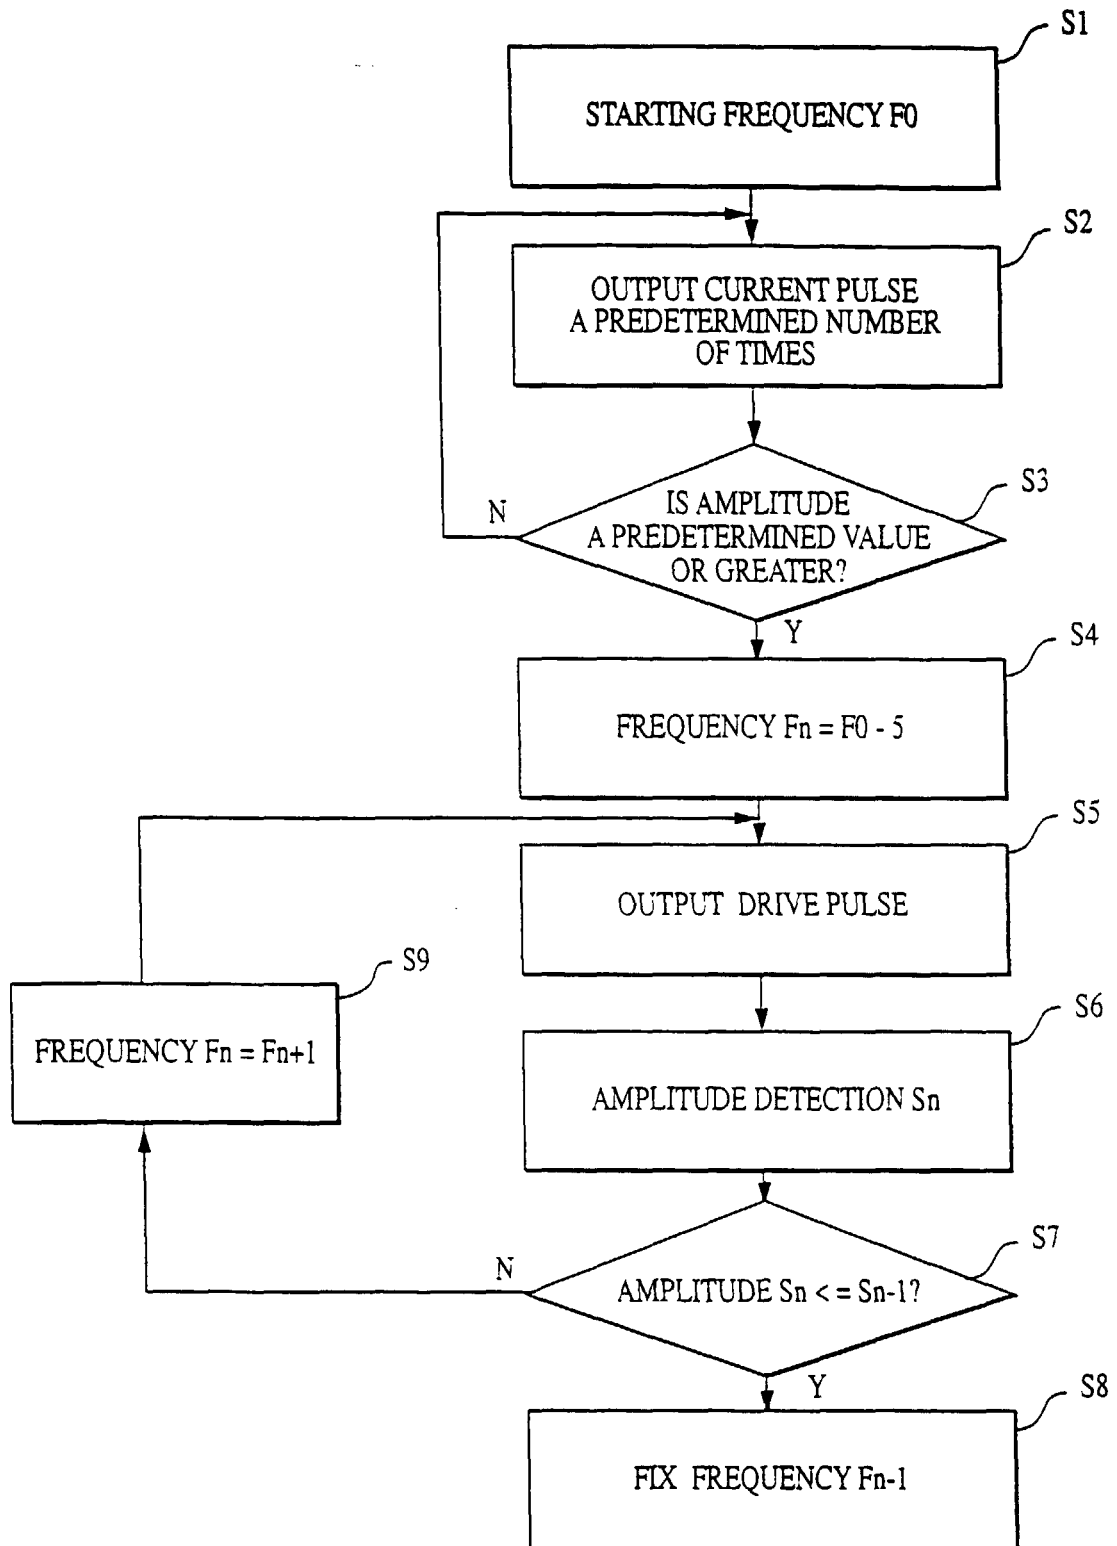 S1
STARTING FREQUENCY F0
S2
OUTPUT CURRENT PULSE
A PREDETERMINED NUMBER
OF TIMES
S3
N
IS AMPLITUDE
A PREDETERMINED VALUE
OR GREATER?
Y
S4
FREQUENCY Fn = F0 - 5
S5
OUTPUT DRIVE PULSE
S9
FREQUENCY Fn = Fn+1
S6
AMPLITUDE DETECTION Sn
S7
N
AMPLITUDE Sn < = Sn-1?
Y
S8
FIX FREQUENCY Fn-1